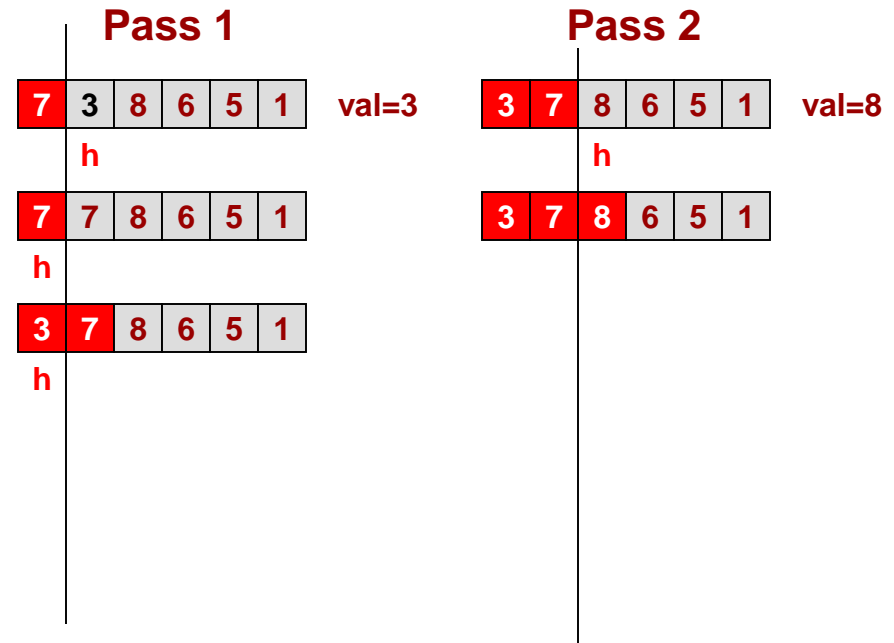 Pass 1
7 3 8 6 5 1 val=3
h
7 7 8 6 5 1
h
3 7 8 6 5 1
h
Pass 2
3 7 8 6 5 1 val=8
h
3 7 8 6 5 1